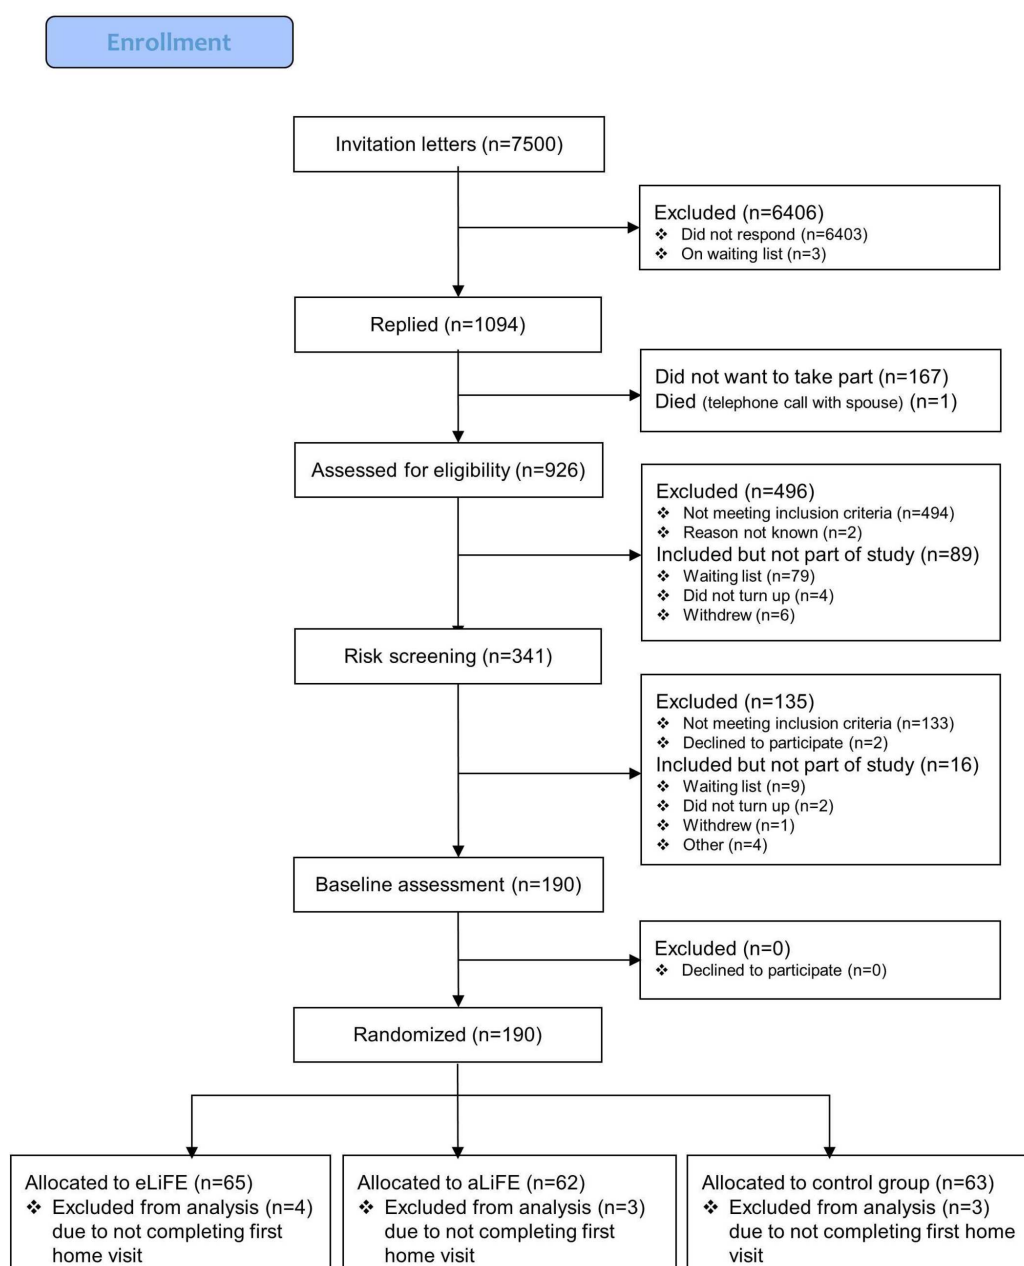 Enrollment
Invitation letters (n=7500)
Excluded (n=6406)
❖ Did not respond (n=6403)
❖ On waiting list (n=3)
Replied (n=1094)
Did not want to take part (n=167)
Died (telephone call with spouse) (n=1)
Assessed for eligibility (n=926)
Excluded (n=496)
❖ Not meeting inclusion criteria (n=494)
❖ Reason not known (n=2)
Included but not part of study (n=89)
❖ Waiting list (n=79)
❖ Did not turn up (n=4)
❖ Withdrew (n=6)
Risk screening (n=341)
Excluded (n=135)
❖ Not meeting inclusion criteria (n=133)
❖ Declined to participate (n=2)
Included but not part of study (n=16)
❖ Waiting list (n=9)
❖ Did not turn up (n=2)
❖ Withdrew (n=1)
❖ Other (n=4)
Baseline assessment (n=190)
Excluded (n=0)
❖ Declined to participate (n=0)
Randomized (n=190)
Allocated to eLiFE (n=65)
❖ Excluded from analysis (n=4)
due to not completing first
home visit
Allocated to aLiFE (n=62)
❖ Excluded from analysis (n=3)
due to not completing first
home visit
Allocated to control group (n=63)
❖ Excluded from analysis (n=3)
due to not completing first home
visit